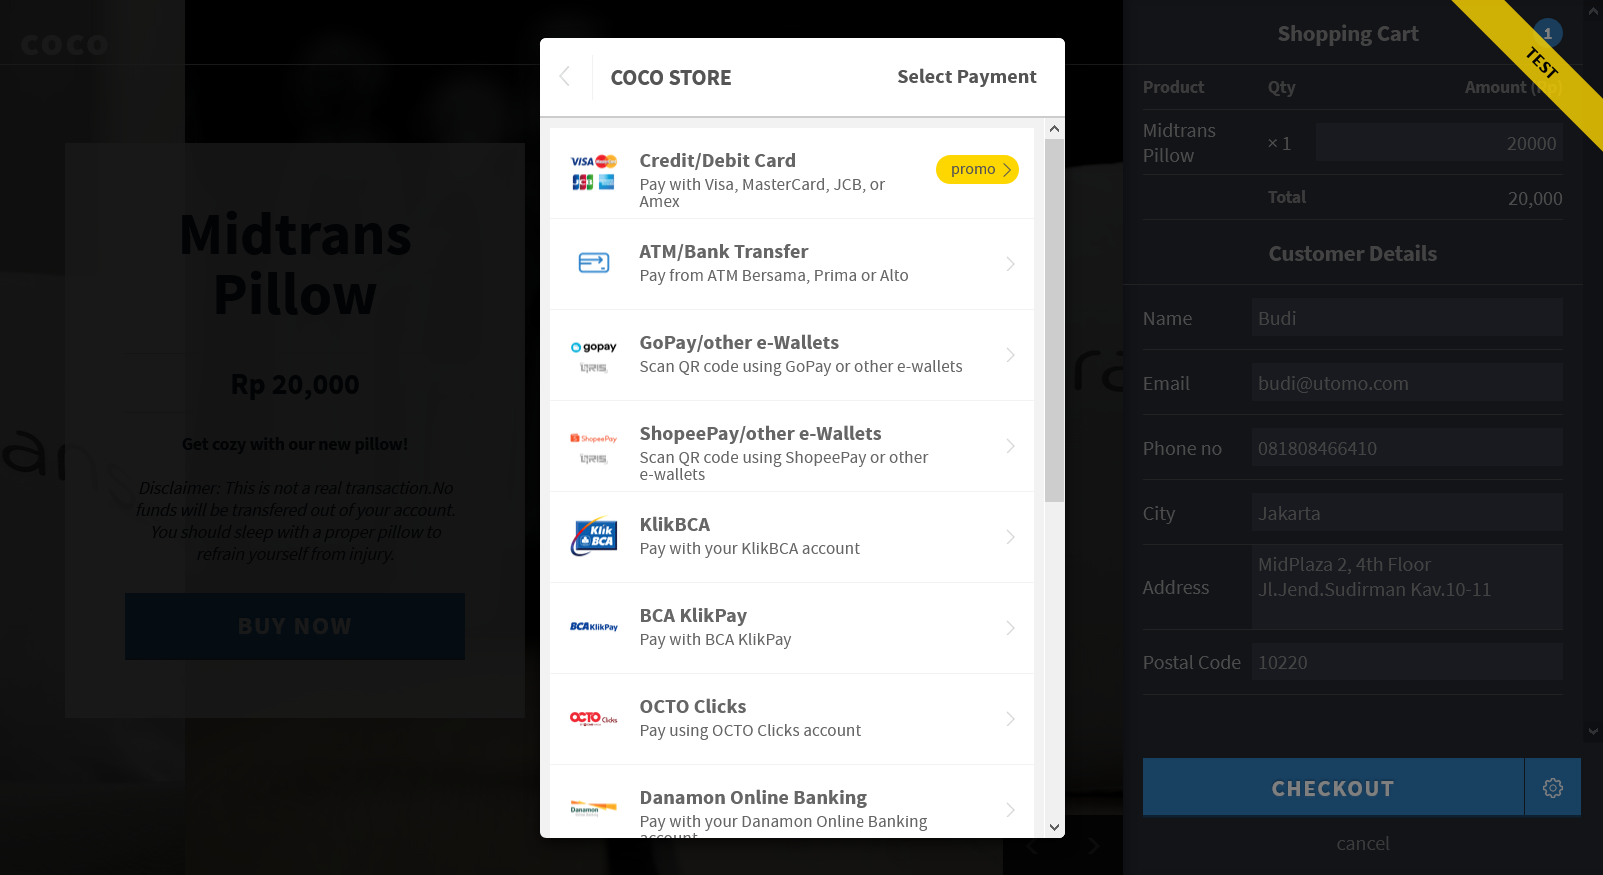 coco
Midtrans
Pillow
Rp 20,000
Get cozy with our new pillow!
Disclaimer: This is not a real transaction.No
funds will be transfered out of your account.
You should sleep with a proper pillow to
refrain yourself from injury.
BUY NOW
COCO STORE
Select Payment
VISA
JCB
Credit/Debit Card
Pay with Visa, MasterCard, JCB, or
Amex
promo
ATM/Bank Transfer
Pay from ATM Bersama, Prima or Alto
gopay
GoPay/other e-Wallets
Scan QR code using GoPay or other e-wallets
ShopeePay
ShopeePay/other e-Wallets
Scan QR code using ShopeePay or other
e-wallets
Klik
BCA
KlikBCA
Pay with your KlikBCA account
BCA KlikPay
BCA KlikPay
Pay with BCA KlikPay
OCTO Clicks
OCTO Clicks
Pay using OCTO Clicks account
Danamon
Danamon Online Banking
Pay with your Danamon Online Banking
account
Shopping Cart
1
TEST
Product Qty Amount
Midtrans
Pillow
× 1
20000
Total 20,000
Customer Details
Name Budi
Email budi@utomo.com
Phone no 081808466410
City Jakarta
Address
MidPlaza 2, 4th Floor
Jl.Jend.Sudirman Kav.10-11
Postal Code 10220
CHECKOUT
cancel